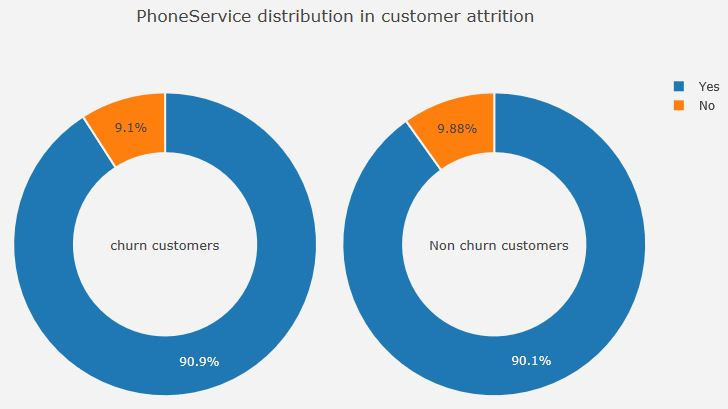 PhoneService distribution in customer attrition
Yes
No
9.1%
churn customers
90.9%
9.88%
Non churn customers
90.1%